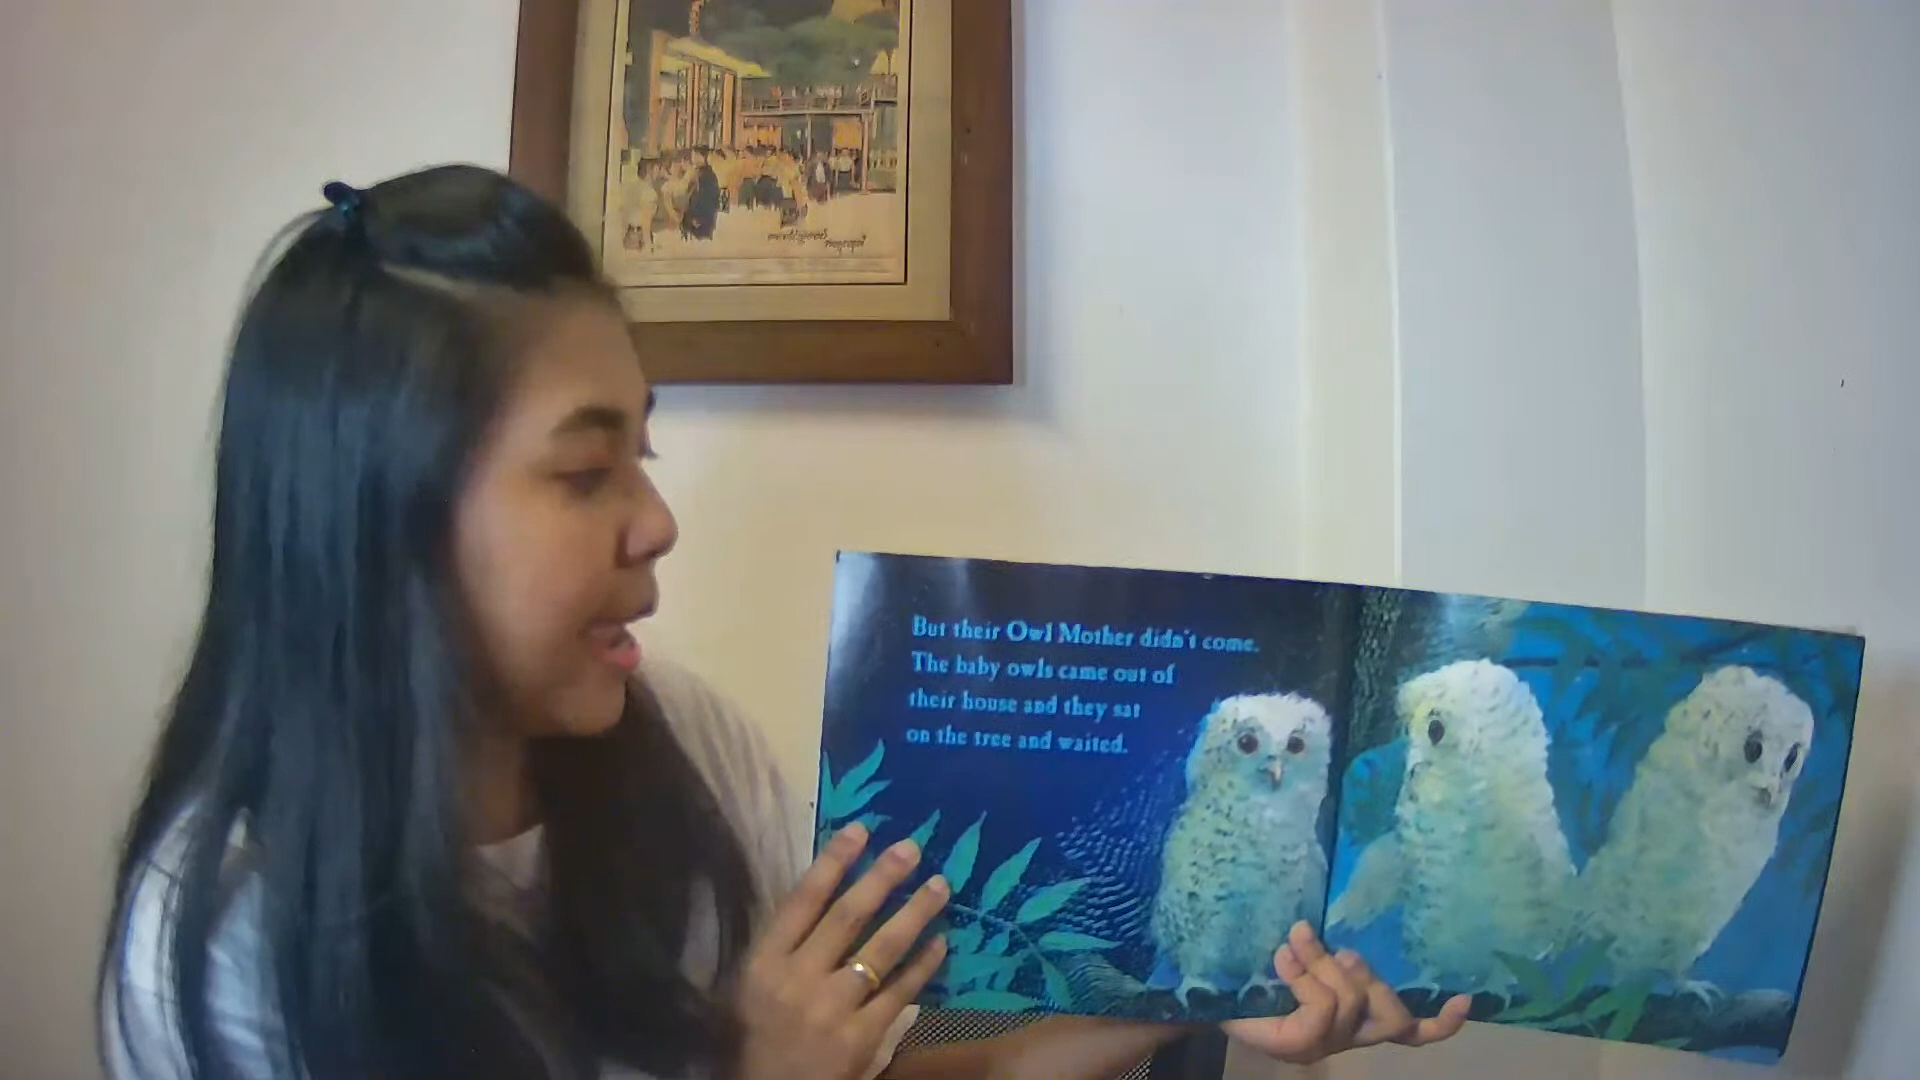 But their Owl Mother didn't come.
The baby owls came out of
their house and they sat
on the tree and waited.